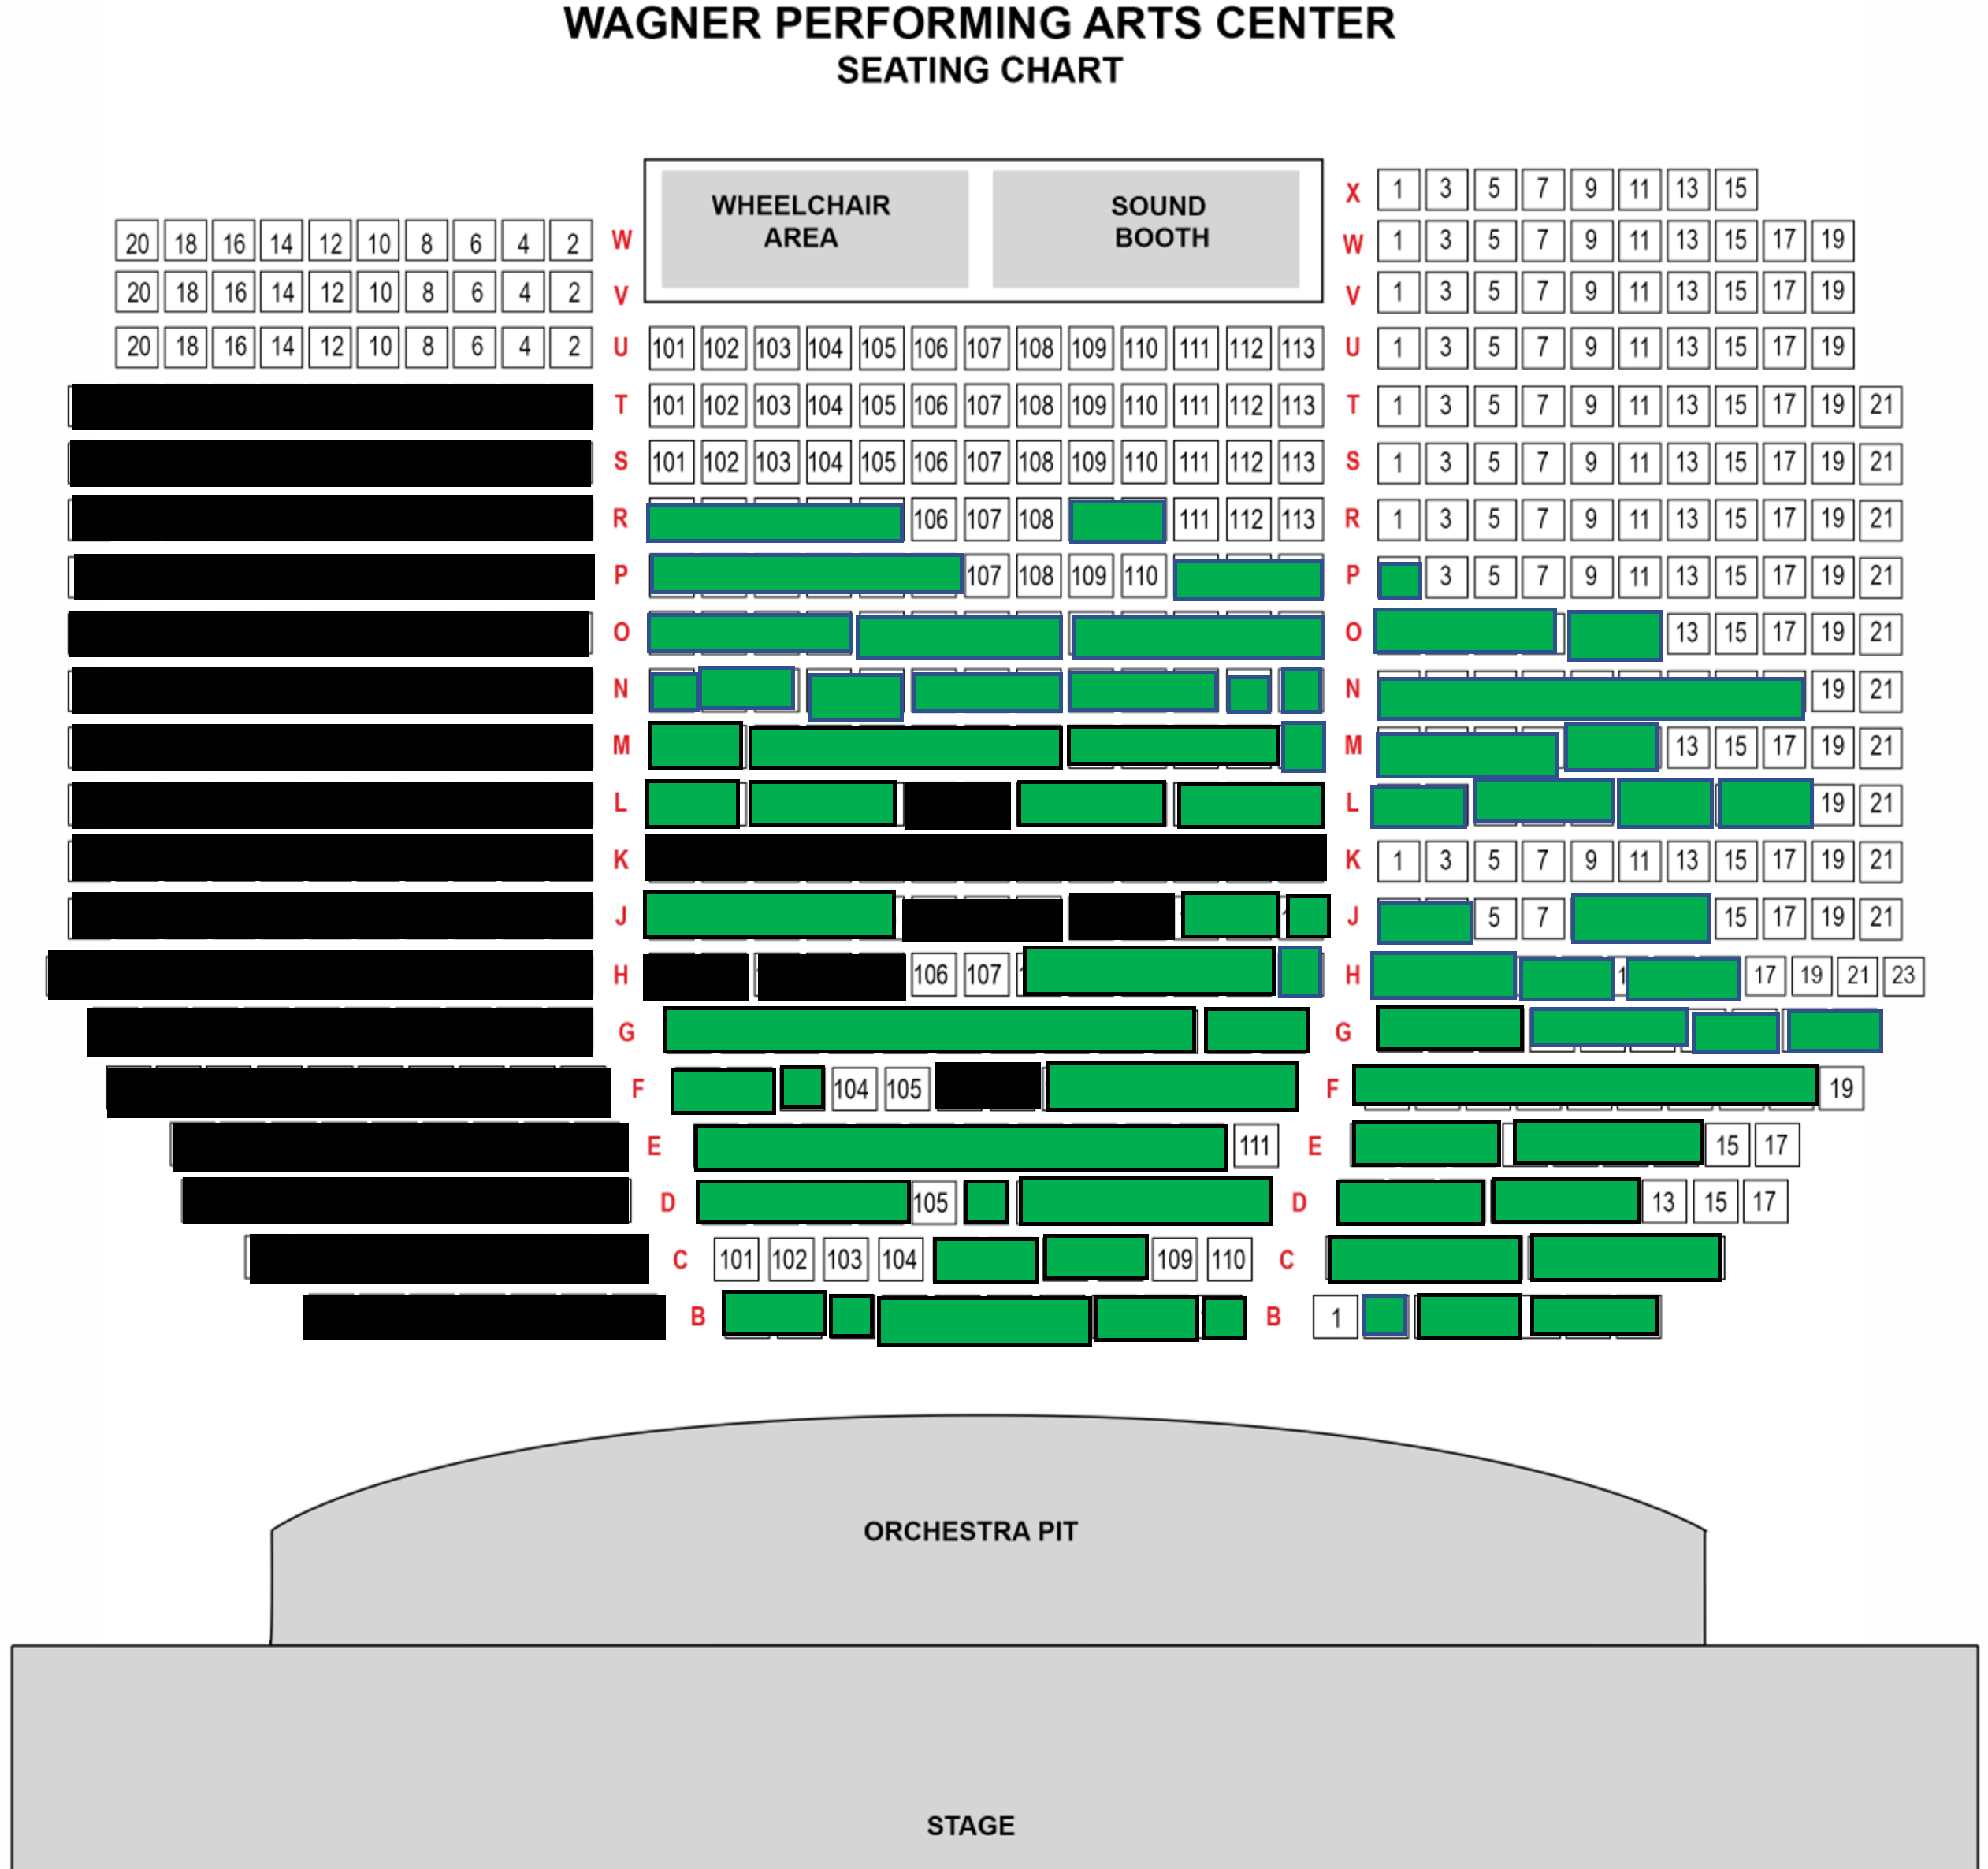 WAGNER PERFORMING ARTS CENTER
SEATING CHART
WHEELCHAIR AREA
SOUND BOOTH
X 1 3 5 7 9 11 13 15
20 18 16 14 12 10 8 6 4 2 W W 1 3 5 7 9 11 13 15 17 19
20 18 16 14 12 10 8 6 4 2 V V 1 3 5 7 9 11 13 15 17 19
20 18 16 14 12 10 8 6 4 2 U 101 102 103 104 105 106 107 108 109 110 111 112 113 U 1 3 5 7 9 11 13 15 17 19
T 101 102 103 104 105 106 107 108 109 110 111 112 113 T 1 3 5 7 9 11 13 15 17 19 21
S 101 102 103 104 105 106 107 108 109 110 111 112 113 S 1 3 5 7 9 11 13 15 17 19 21
R 106 107 108 111 112 113 R 1 3 5 7 9 11 13 15 17 19 21
P 107 108 109 110 P 3 5 7 9 11 13 15 17 19 21
O O 13 15 17 19 21
N N 19 21
M M 13 15 17 19 21
L L 19 21
K K 1 3 5 7 9 11 13 15 17 19 21
J J 5 7 15 17 19 21
H 106 107 H 17 19 21 23
G G
F 104 105 F 19
E 111 E 15 17
D 105 D 13 15 17
C 101 102 103 104 109 110 C
B B 1
ORCHESTRA PIT
STAGE